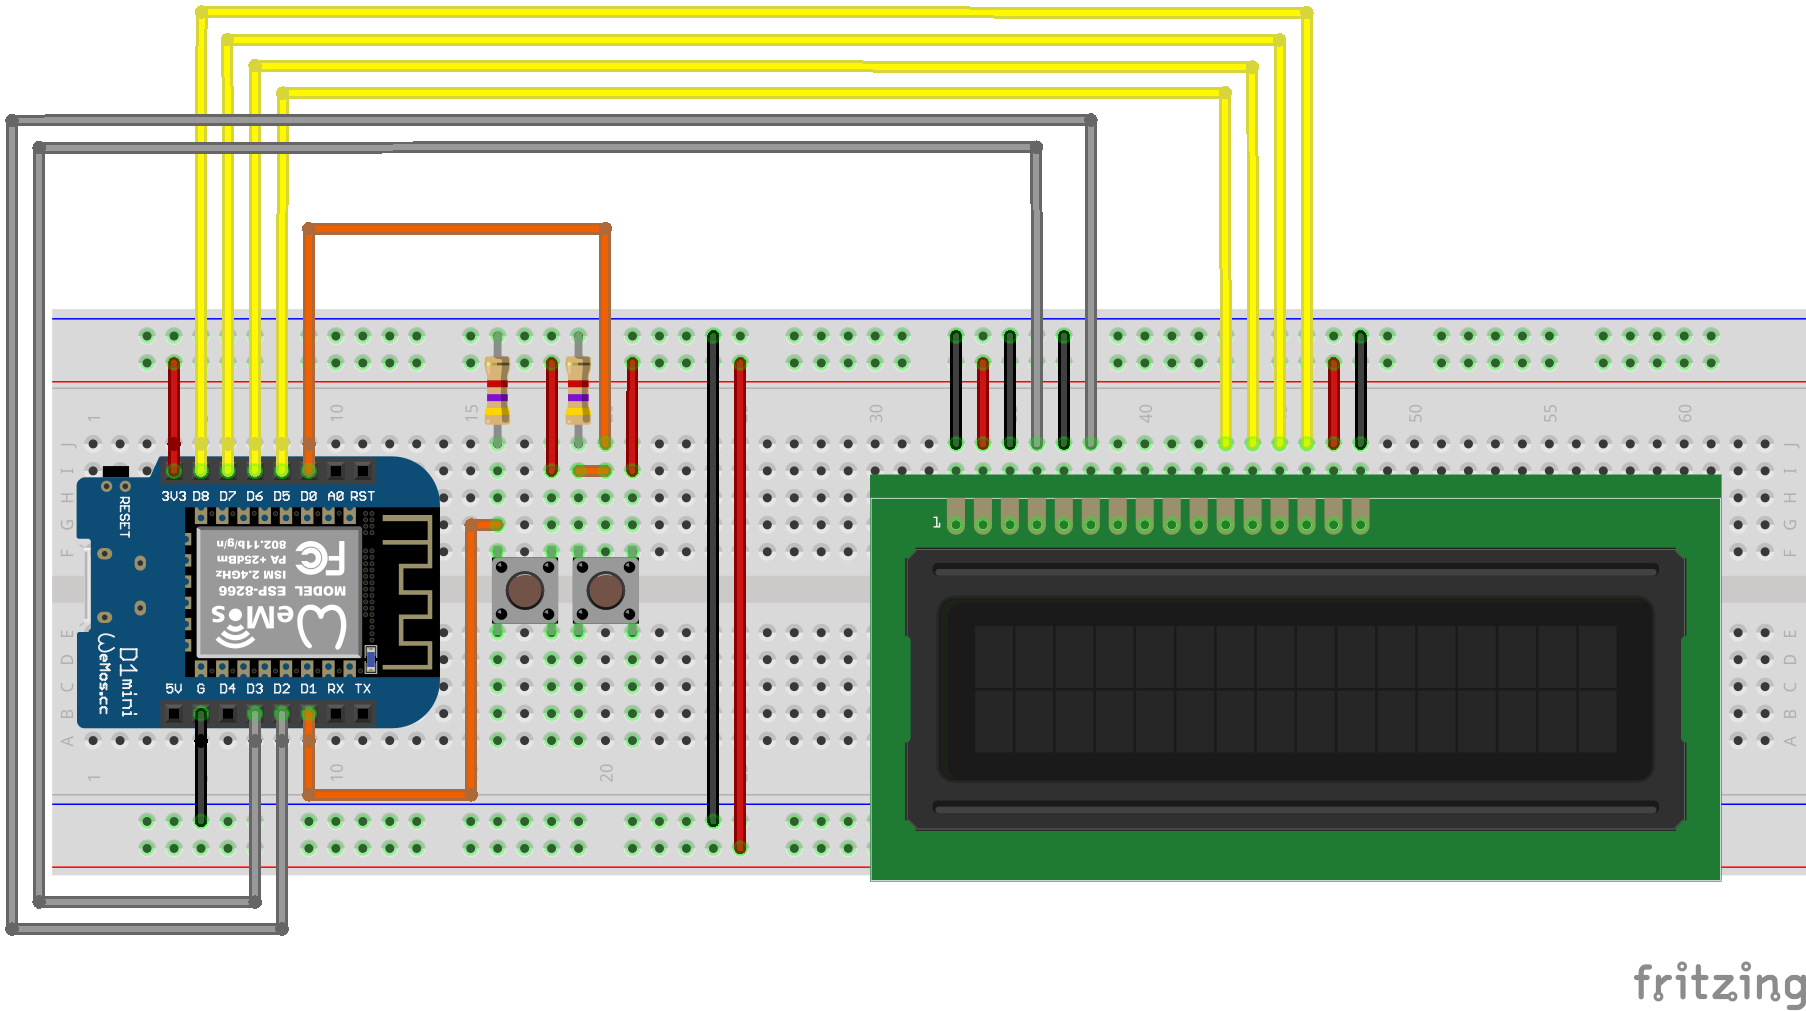 1
10
15
30
40
50
55
60
J
J
I
I
3V3 D8 D7 D6 D5 D0 A0 RST
H
H
RESET
G
G
1
F
F
802.11b/g/n
PA +25dBm
ISM 2.4GHz
MODEL ESP-8266
FC
WeMos
E
E
D
D
D1mini
WeMos.cc
C
C
5V G D4 D3 D2 D1 RX TX
B
B
A
A
1
10
20
fritzing